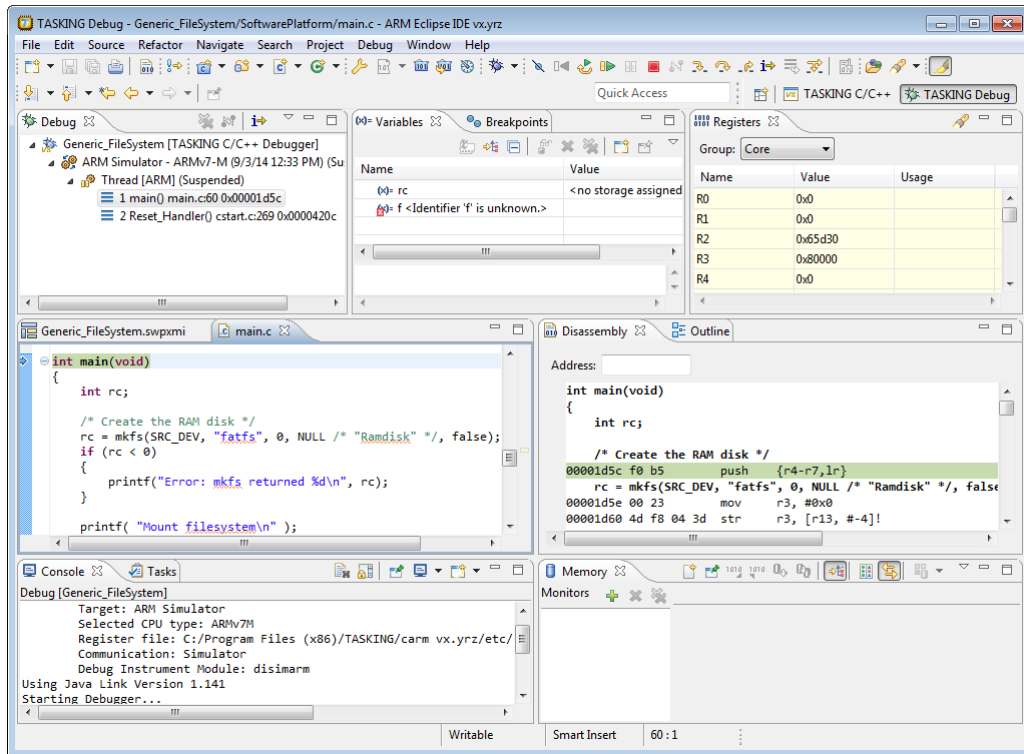 TASKING Debug - Generic_FileSystem/SoftwarePlatform/main.c - ARM Eclipse IDE vx.yrz
File Edit Source Refactor Navigate Search Project Debug Window Help
Quick Access
TASKING C/C++
TASKING Debug
Debug
Generic_FileSystem [TASKING C/C++ Debugger]
ARM Simulator - ARMv7-M (9/3/14 12:33 PM) (Su
Thread [ARM] (Suspended)
1 main() main.c:60 0x00001d5c
2 Reset_Handler() cstart.c:269 0x0000420c
(x)= Variables
Breakpoints
Name Value
(x)= rc <no storage assigned
(x)= f <Identifier 'f' is unknown.>
Registers
Group: Core
Name Value Usage
R0 0x0
R1 0x0
R2 0x65d30
R3 0x80000
R4 0x0
Generic_FileSystem.swpxmi
main.c
int main(void)
{
int rc;
/* Create the RAM disk */
rc = mkfs(SRC_DEV, "fatfs", 0, NULL /* "Ramdisk" */, false);
if (rc < 0)
{
printf("Error: mkfs returned %d\n", rc);
}
printf( "Mount filesystem\n" );
Disassembly
Outline
Address:
int main(void)
{
int rc;
/* Create the RAM disk */
00001d5c f0 b5 push {r4-r7,lr}
rc = mkfs(SRC_DEV, "fatfs", 0, NULL /* "Ramdisk" */, false
00001d5e 00 23 mov r3, #0x0
00001d60 4d f8 04 3d str r3, [r13, #-4]!
Console
Tasks
Debug [Generic_FileSystem]
Target: ARM Simulator
Selected CPU type: ARMv7M
Register file: C:/Program Files (x86)/TASKING/carm vx.yrz/etc/
Communication: Simulator
Debug Instrument Module: disimarm
Using Java Link Version 1.141
Starting Debugger...
Memory
Monitors
Writable
Smart Insert
60 : 1